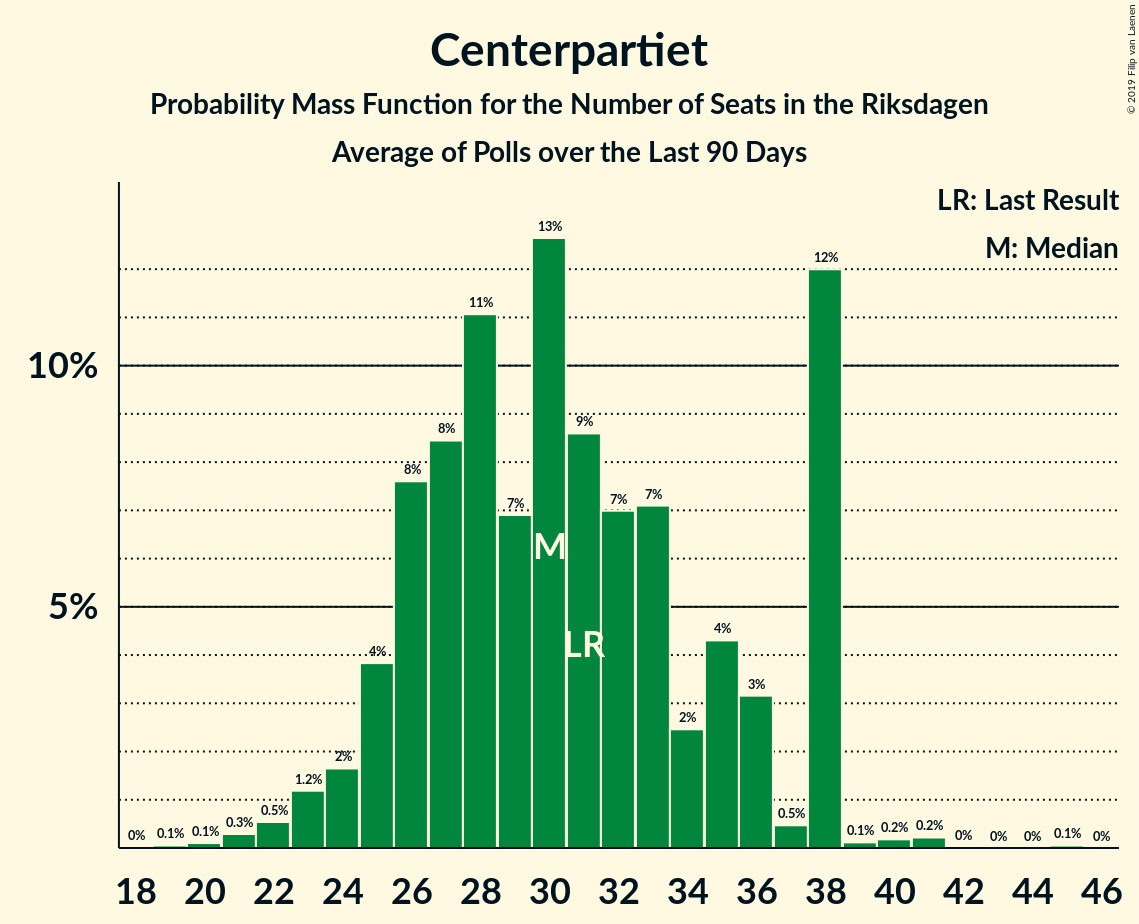 Centerpartiet
Probability Mass Function for the Number of Seats in the Riksdagen
Average of Polls over the Last 90 Days
© 2019 Filip van Laenen
LR: Last Result
M: Median
10%
5%
0% 0.1% 0.1% 0.3% 0.5% 1.2% 2% 4% 8% 8% 11% 7% 13% 9% 7% 7% 2% 4% 3% 0.5% 12% 0.1% 0.2% 0.2% 0% 0% 0% 0.1% 0%
M
LR
18 20 22 24 26 28 30 32 34 36 38 40 42 44 46